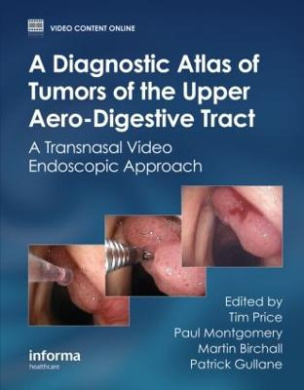 VIDEO CONTENT ONLINE
A Diagnostic Atlas of
Tumors of the Upper
Aero-Digestive Tract
A Transnasal Video
Endoscopic Approach
Edited by
Tim Price
Paul Montgomery
Martin Birchall
Patrick Gullane
informa
healthcare